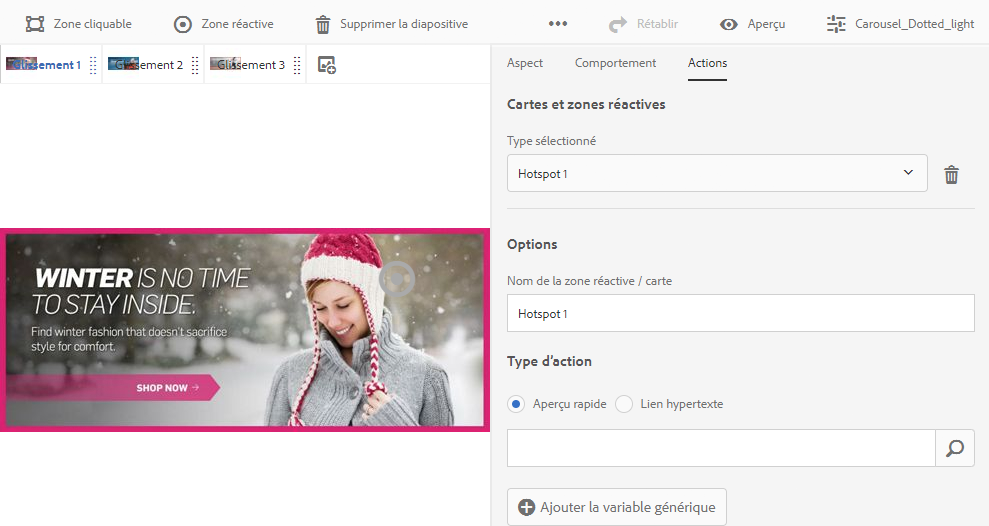 Zone cliquable
Zone réactive
Supprimer la diapositive
Rétablir
Aperçu
Carousel_Dotted_light
Glissement 1
Glissement 2
Glissement 3
Aspect
Comportement
Actions
Cartes et zones réactives
Type sélectionné
Hotspot 1
Options
Nom de la zone réactive / carte
Hotspot 1
Type d'action
Aperçu rapide
Lien hypertexte
Ajouter la variable générique
WINTER IS NO TIME
TO STAY INSIDE.
Find winter fashion that doesn't sacrifice
style for comfort.
SHOP NOW →